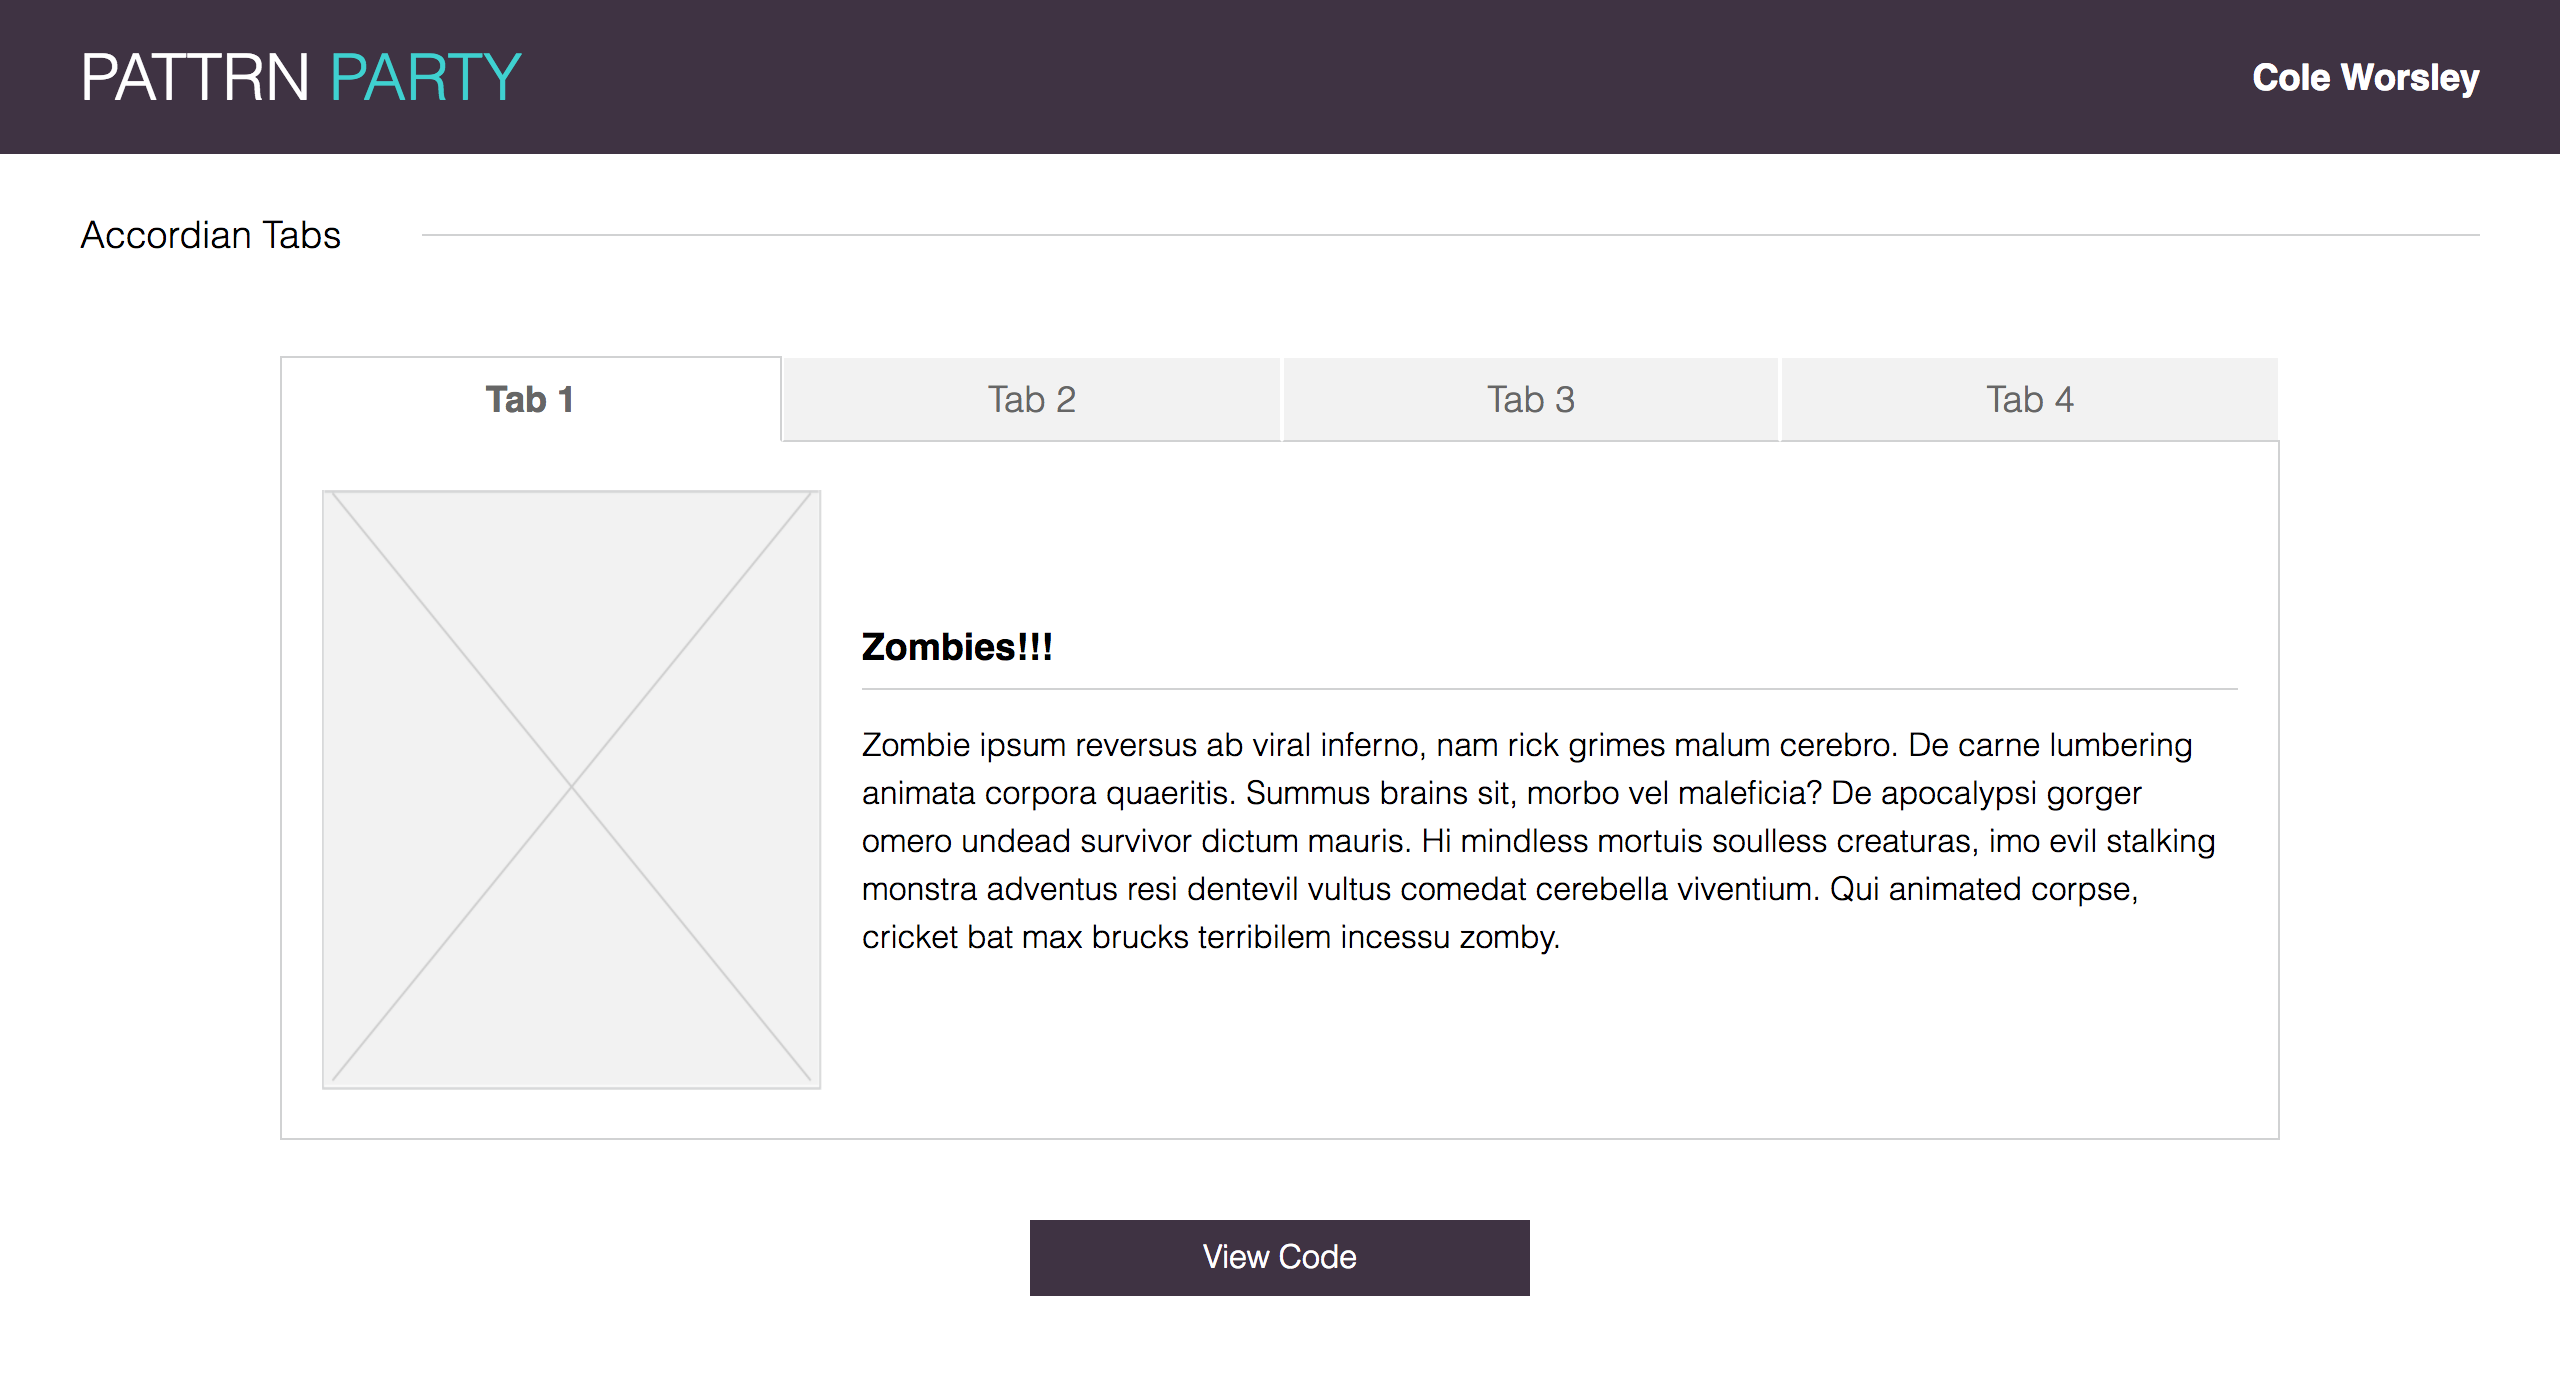 PATTRN PARTY
Cole Worsley
Accordian Tabs
Tab 1
Tab 2
Tab 3
Tab 4
Zombies!!!
Zombie ipsum reversus ab viral inferno, nam rick grimes malum cerebro. De carne lumbering
animata corpora quaeritis. Summus brains sit, morbo vel maleficia? De apocalypsi gorger
omero undead survivor dictum mauris. Hi mindless mortuis soulless creaturas, imo evil stalking
monstra adventus resi dentevil vultus comedat cerebella viventium. Qui animated corpse,
cricket bat max brucks terribilem incessu zomby.
View Code